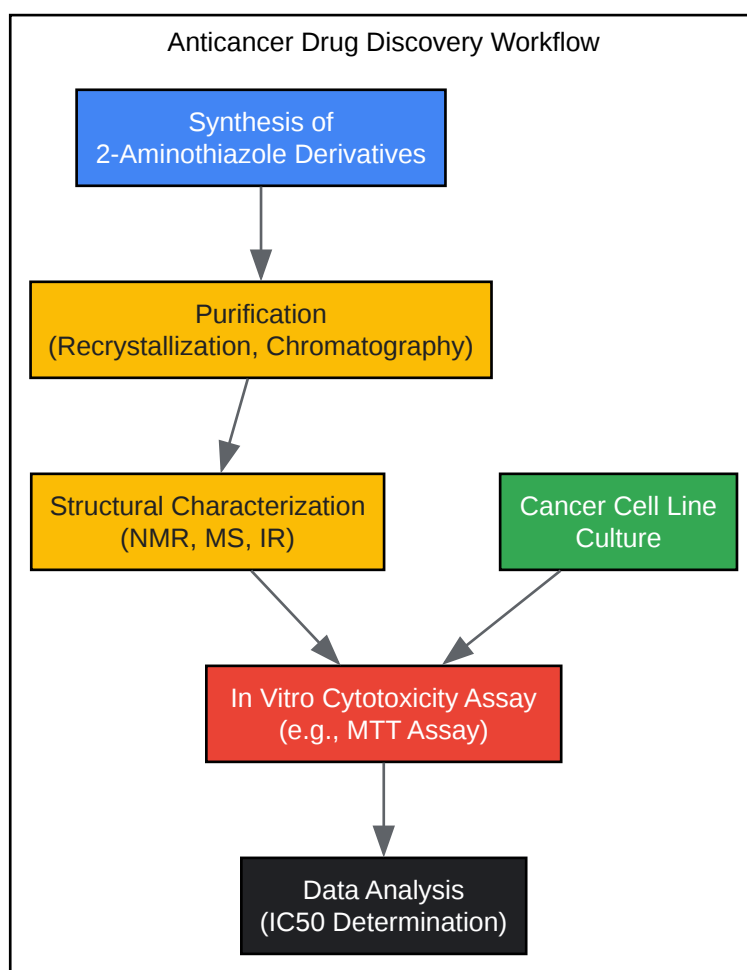 Anticancer Drug Discovery Workflow
Synthesis of
2-Aminothiazole Derivatives
Purification
(Recrystallization, Chromatography)
Structural Characterization
(NMR, MS, IR)
Cancer Cell Line
Culture
In Vitro Cytotoxicity Assay
(e.g., MTT Assay)
Data Analysis
(IC50 Determination)